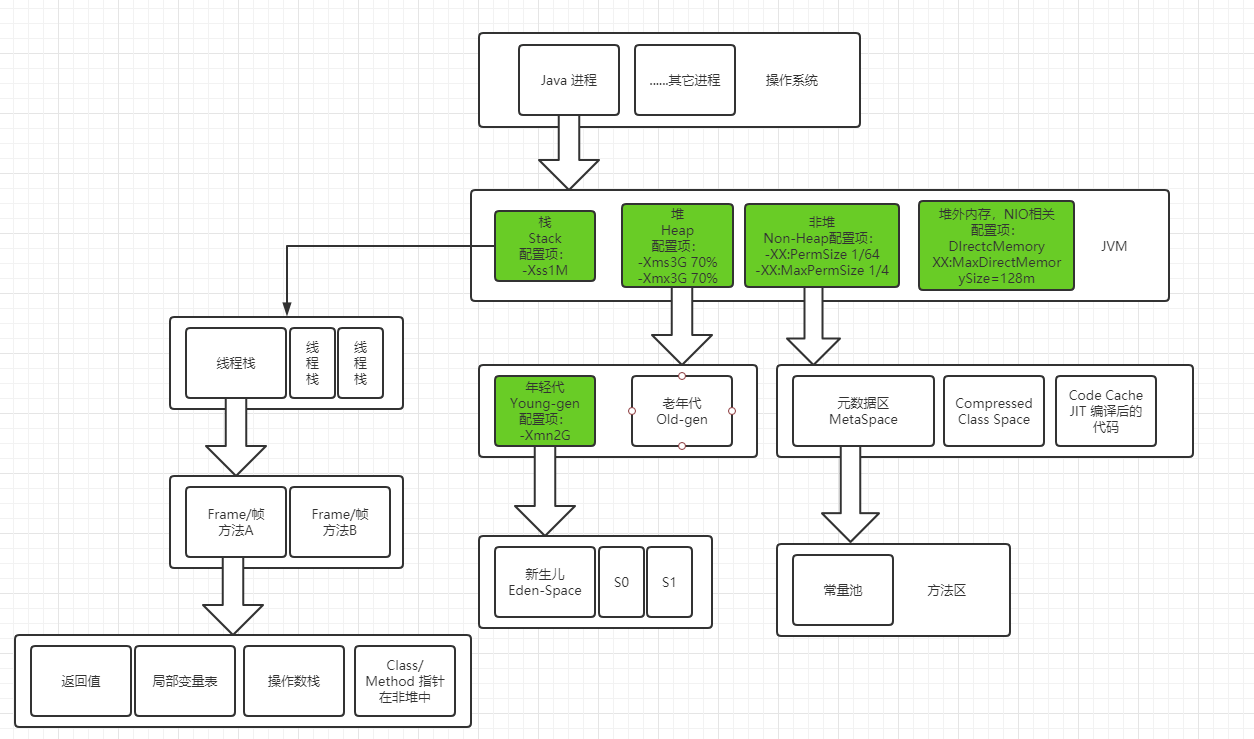 Java 进程
......其它进程
操作系统
栈
Stack
配置项:
-Xss1M
堆
Heap
配置项:
-Xms3G 70%
-Xmx3G 70%
非堆
Non-Heap配置项:
-XX:PermSize 1/64
-XX:MaxPermSize 1/4
堆外内存，NIO相关
配置项:
DIrectcMemory
XX:MaxDirectMemor
ySize=128m
JVM
线程栈
线
程
栈
线
程
栈
年轻代
Young-gen
配置项:
-Xmn2G
老年代
Old-gen
元数据区
MetaSpace
Compressed
Class Space
Code Cache
JIT 编译后的
代码
Frame/帧
方法A
Frame/帧
方法B
新生儿
Eden-Space
S0
S1
常量池
方法区
返回值
局部变量表
操作数栈
Class/
Method 指针
在非堆中